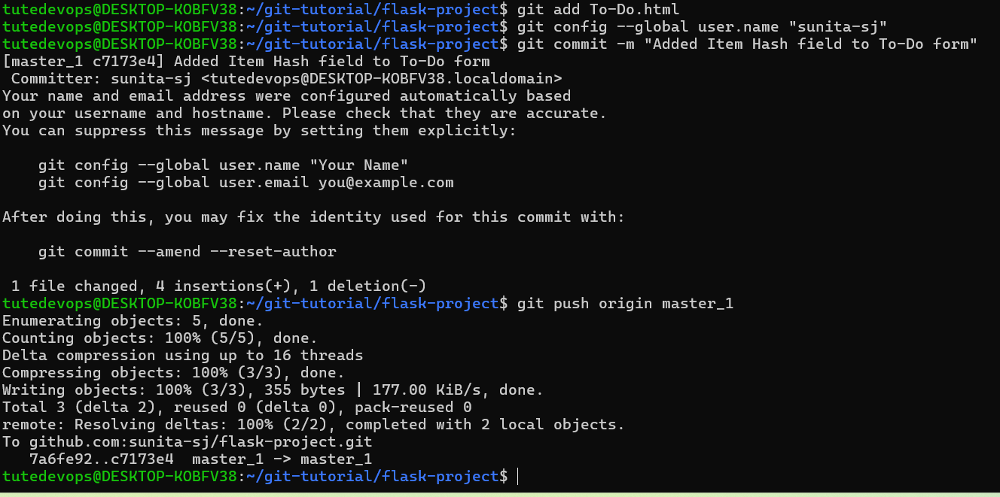 tutedevops@DESKTOP-KOBFV38:~/git-tutorial/flask-project$ git add To-Do.html
tutedevops@DESKTOP-KOBFV38:~/git-tutorial/flask-project$ git config --global user.name "sunita-sj"
tutedevops@DESKTOP-KOBFV38:~/git-tutorial/flask-project$ git commit -m "Added Item Hash field to To-Do form"
[master_1 c7173e4] Added Item Hash field to To-Do form
 Committer: sunita-sj <tutedevops@DESKTOP-KOBFV38.localdomain>
Your name and email address were configured automatically based
on your username and hostname. Please check that they are accurate.
You can suppress this message by setting them explicitly:

    git config --global user.name "Your Name"
    git config --global user.email you@example.com

After doing this, you may fix the identity used for this commit with:

    git commit --amend --reset-author

 1 file changed, 4 insertions(+), 1 deletion(-)
tutedevops@DESKTOP-KOBFV38:~/git-tutorial/flask-project$ git push origin master_1
Enumerating objects: 5, done.
Counting objects: 100% (5/5), done.
Delta compression using up to 16 threads
Compressing objects: 100% (3/3), done.
Writing objects: 100% (3/3), 355 bytes | 177.00 KiB/s, done.
Total 3 (delta 2), reused 0 (delta 0), pack-reused 0
remote: Resolving deltas: 100% (2/2), completed with 2 local objects.
To github.com:sunita-sj/flask-project.git
   7a6fe92..c7173e4  master_1 -> master_1
tutedevops@DESKTOP-KOBFV38:~/git-tutorial/flask-project$